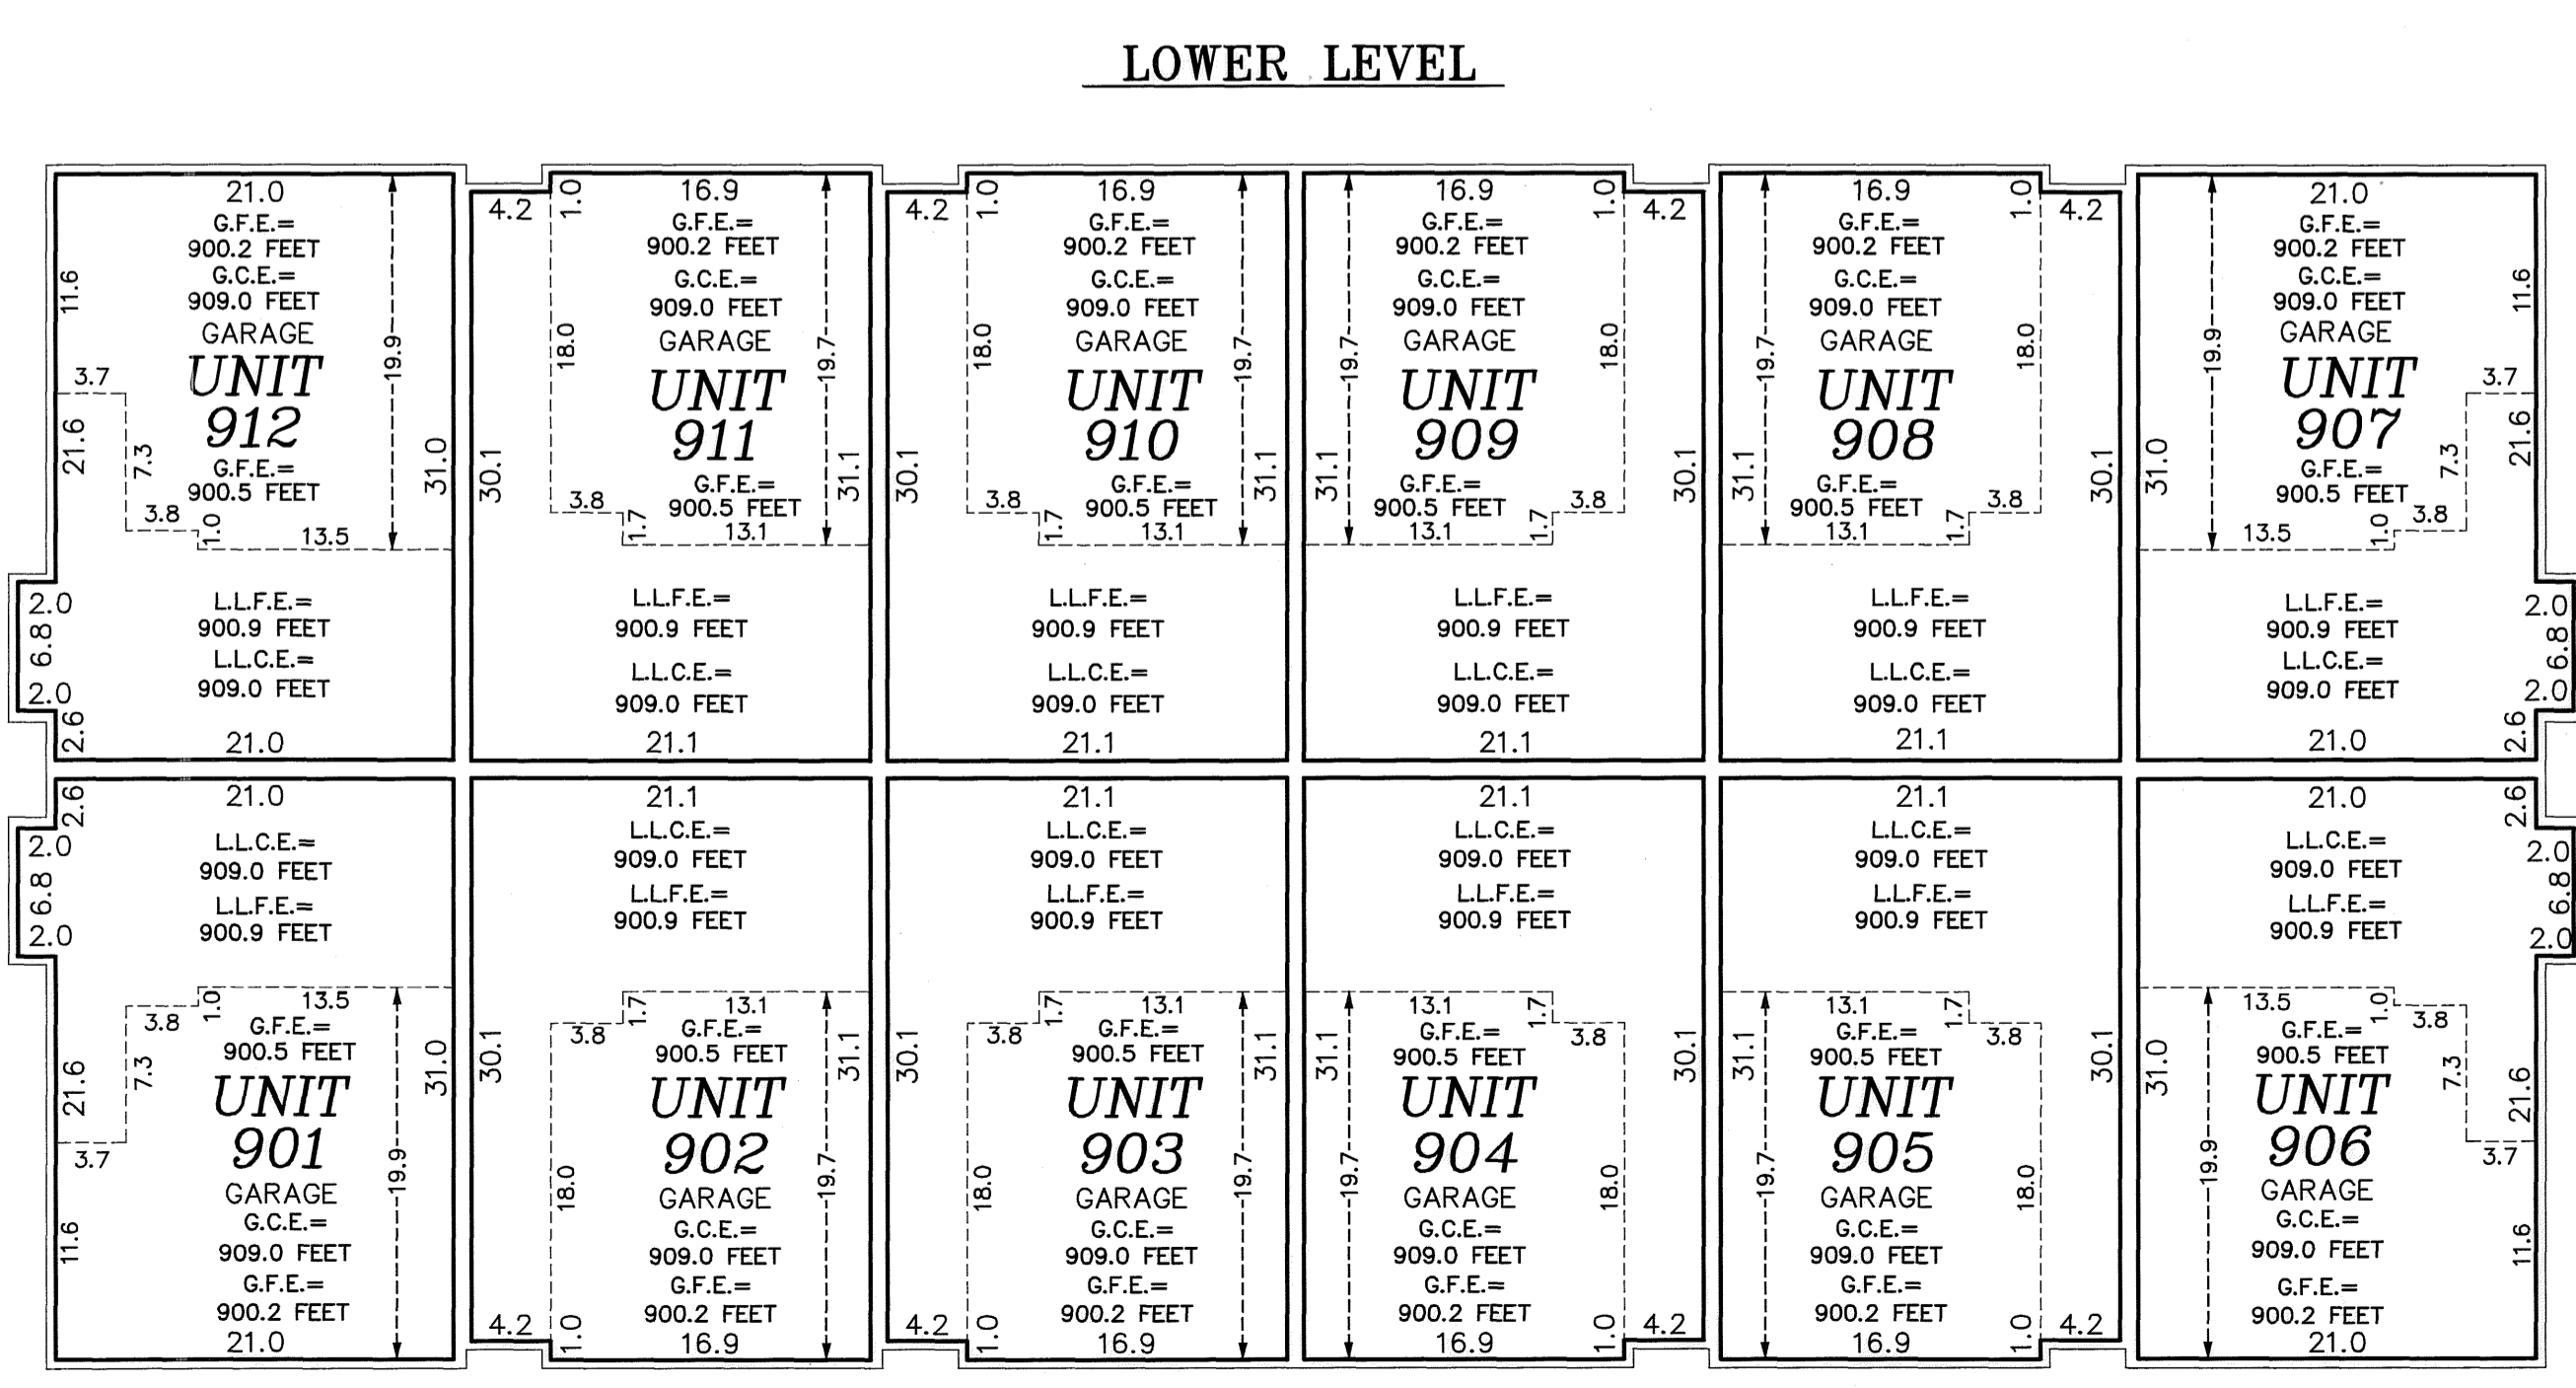 LOWER LEVEL
21.0
G.F.E.=
900.2 FEET
G.C.E.=
909.0 FEET
GARAGE
UNIT
912
G.F.E.=
900.5 FEET
11.6
19.9
3.7
21.6
7.3
3.8
1.0
13.5
31.0
2.0
6.8
2.0
2.6
L.L.F.E.=
900.9 FEET
L.L.C.E.=
909.0 FEET
21.0
4.2
1.0
16.9
G.F.E.=
900.2 FEET
G.C.E.=
909.0 FEET
GARAGE
UNIT
911
G.F.E.=
900.5 FEET
18.0
19.7
30.1
31.1
3.8
1.7
13.1
L.L.F.E.=
900.9 FEET
L.L.C.E.=
909.0 FEET
21.1
4.2
1.0
16.9
G.F.E.=
900.2 FEET
G.C.E.=
909.0 FEET
GARAGE
UNIT
910
G.F.E.=
900.5 FEET
18.0
19.7
30.1
31.1
3.8
1.7
13.1
L.L.F.E.=
900.9 FEET
L.L.C.E.=
909.0 FEET
21.1
16.9
1.0
4.2
G.F.E.=
900.2 FEET
G.C.E.=
909.0 FEET
GARAGE
UNIT
909
G.F.E.=
900.5 FEET
19.7
18.0
31.1
30.1
3.8
1.7
13.1
L.L.F.E.=
900.9 FEET
L.L.C.E.=
909.0 FEET
21.1
16.9
1.0
4.2
G.F.E.=
900.2 FEET
G.C.E.=
909.0 FEET
GARAGE
UNIT
908
G.F.E.=
900.5 FEET
19.7
18.0
31.1
30.1
3.8
1.7
13.1
L.L.F.E.=
900.9 FEET
L.L.C.E.=
909.0 FEET
21.1
21.0
G.F.E.=
900.2 FEET
G.C.E.=
909.0 FEET
GARAGE
UNIT
907
G.F.E.=
900.5 FEET
19.9
11.6
3.7
21.6
7.3
3.8
1.0
13.5
31.0
L.L.F.E.=
900.9 FEET
L.L.C.E.=
909.0 FEET
2.0
6.8
2.0
2.6
21.0
21.0
2.6
2.0
6.8
2.0
L.L.C.E.=
909.0 FEET
L.L.F.E.=
900.9 FEET
13.5
1.0
3.8
7.3
21.6
3.7
11.6
31.0
19.9
G.F.E.=
900.5 FEET
UNIT
901
GARAGE
G.C.E.=
909.0 FEET
G.F.E.=
900.2 FEET
21.0
21.1
L.L.C.E.=
909.0 FEET
L.L.F.E.=
900.9 FEET
13.1
1.7
3.8
30.1
31.1
18.0
19.7
G.F.E.=
900.5 FEET
UNIT
902
GARAGE
G.C.E.=
909.0 FEET
G.F.E.=
900.2 FEET
4.2
1.0
16.9
21.1
L.L.C.E.=
909.0 FEET
L.L.F.E.=
900.9 FEET
13.1
1.7
3.8
30.1
31.1
18.0
19.7
G.F.E.=
900.5 FEET
UNIT
903
GARAGE
G.C.E.=
909.0 FEET
G.F.E.=
900.2 FEET
4.2
1.0
16.9
21.1
L.L.C.E.=
909.0 FEET
L.L.F.E.=
900.9 FEET
13.1
1.7
3.8
31.1
30.1
19.7
18.0
G.F.E.=
900.5 FEET
UNIT
904
GARAGE
G.C.E.=
909.0 FEET
G.F.E.=
900.2 FEET
16.9
1.0
4.2
21.1
L.L.C.E.=
909.0 FEET
L.L.F.E.=
900.9 FEET
13.1
1.7
3.8
31.1
30.1
19.7
18.0
G.F.E.=
900.5 FEET
UNIT
905
GARAGE
G.C.E.=
909.0 FEET
G.F.E.=
900.2 FEET
16.9
1.0
4.2
21.0
2.6
2.0
6.8
2.0
L.L.C.E.=
909.0 FEET
L.L.F.E.=
900.9 FEET
13.5
1.0
3.8
7.3
21.6
3.7
11.6
31.0
19.9
G.F.E.=
900.5 FEET
UNIT
906
GARAGE
G.C.E.=
909.0 FEET
G.F.E.=
900.2 FEET
21.0